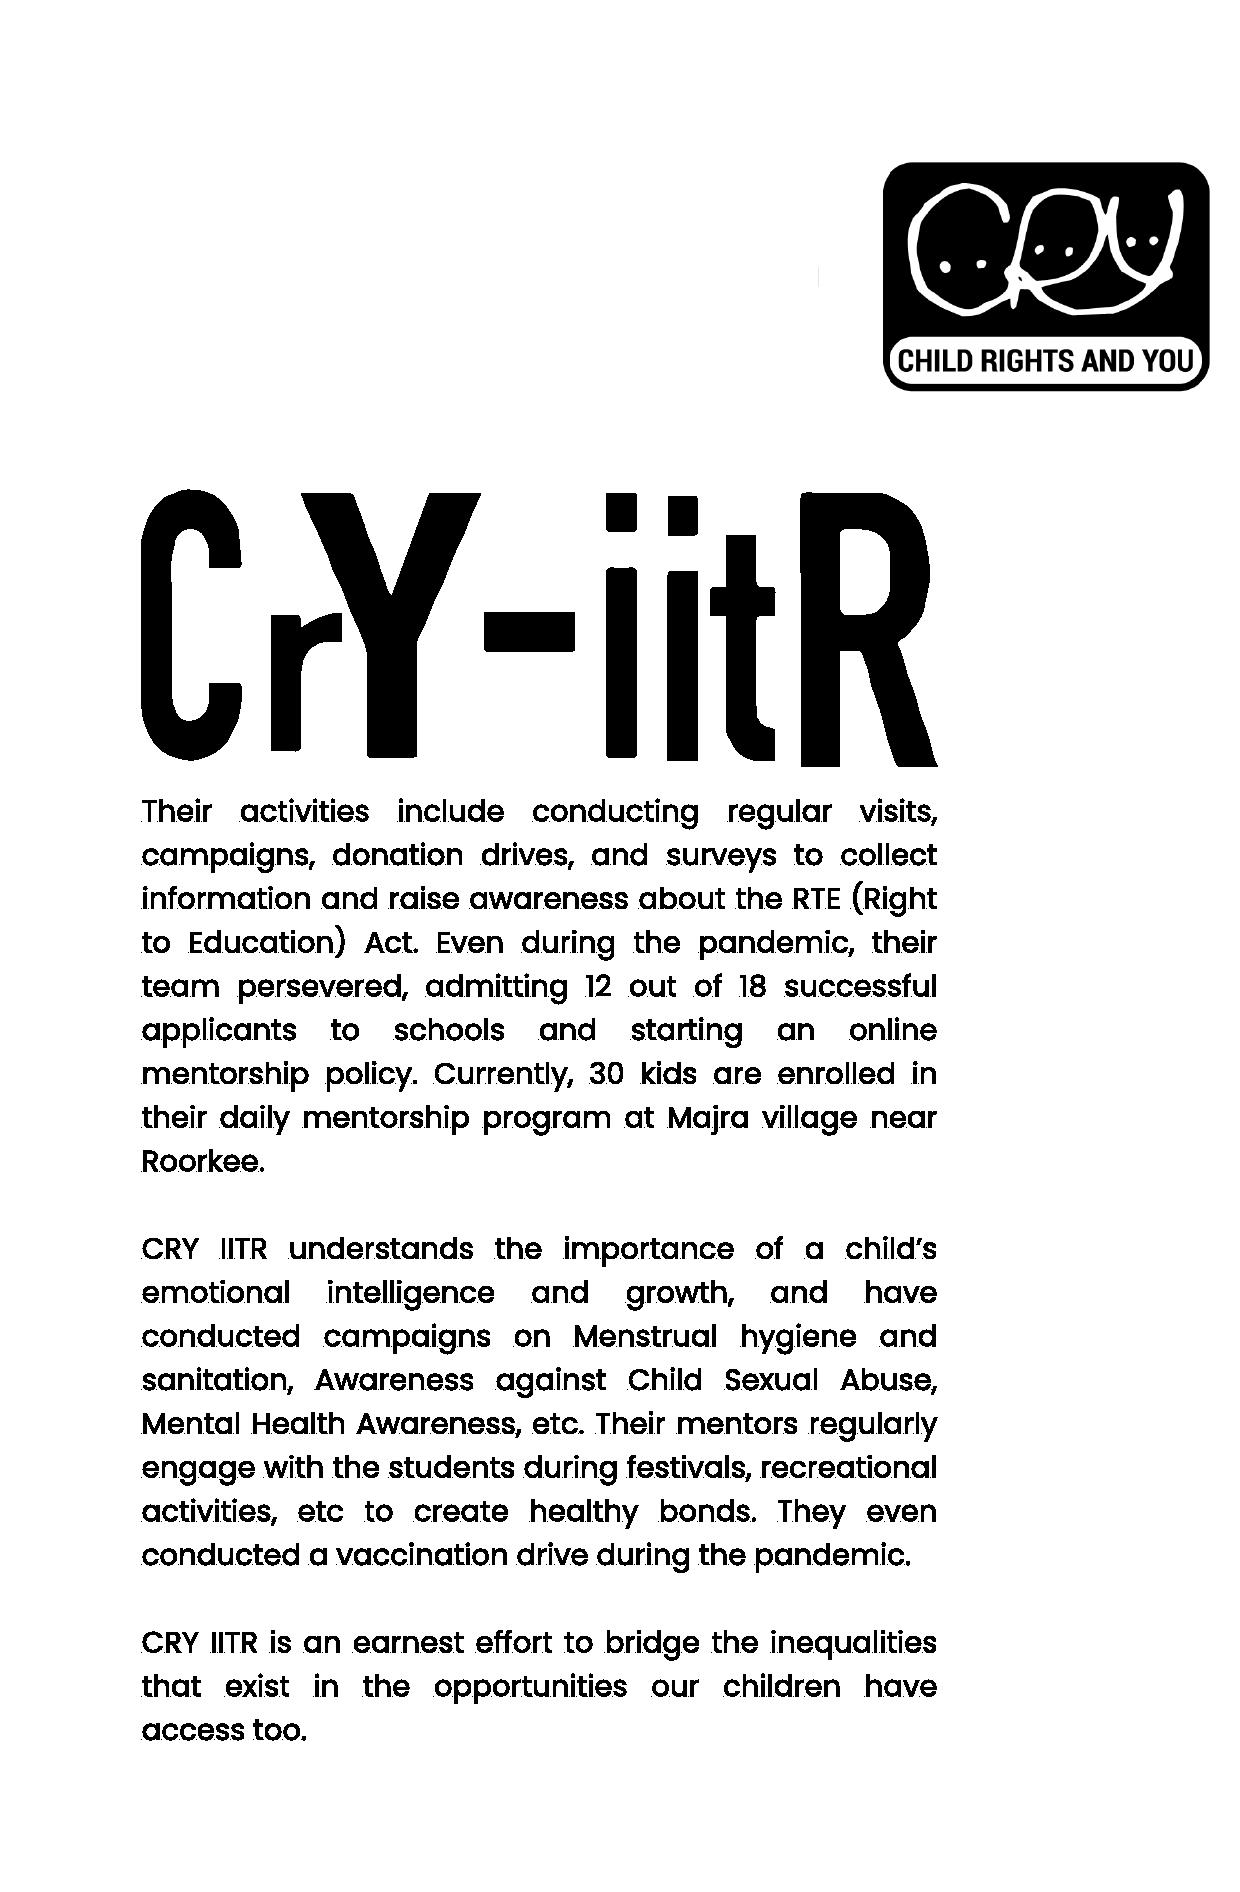 CRY
CHILD RIGHTS AND YOU
CrY-iitR
Their activities include conducting regular visits,
campaigns, donation drives, and surveys to collect
information and raise awareness about the RTE (Right
to Education) Act. Even during the pandemic, their
team persevered, admitting 12 out of 18 successful
applicants to schools and starting an online
mentorship policy. Currently, 30 kids are enrolled in
their daily mentorship program at Majra village near
Roorkee.
CRY IITR understands the importance of a child’s
emotional intelligence and growth, and have
conducted campaigns on Menstrual hygiene and
sanitation, Awareness against Child Sexual Abuse,
Mental Health Awareness, etc. Their mentors regularly
engage with the students during festivals, recreational
activities, etc to create healthy bonds. They even
conducted a vaccination drive during the pandemic.
CRY IITR is an earnest effort to bridge the inequalities
that exist in the opportunities our children have
access too.